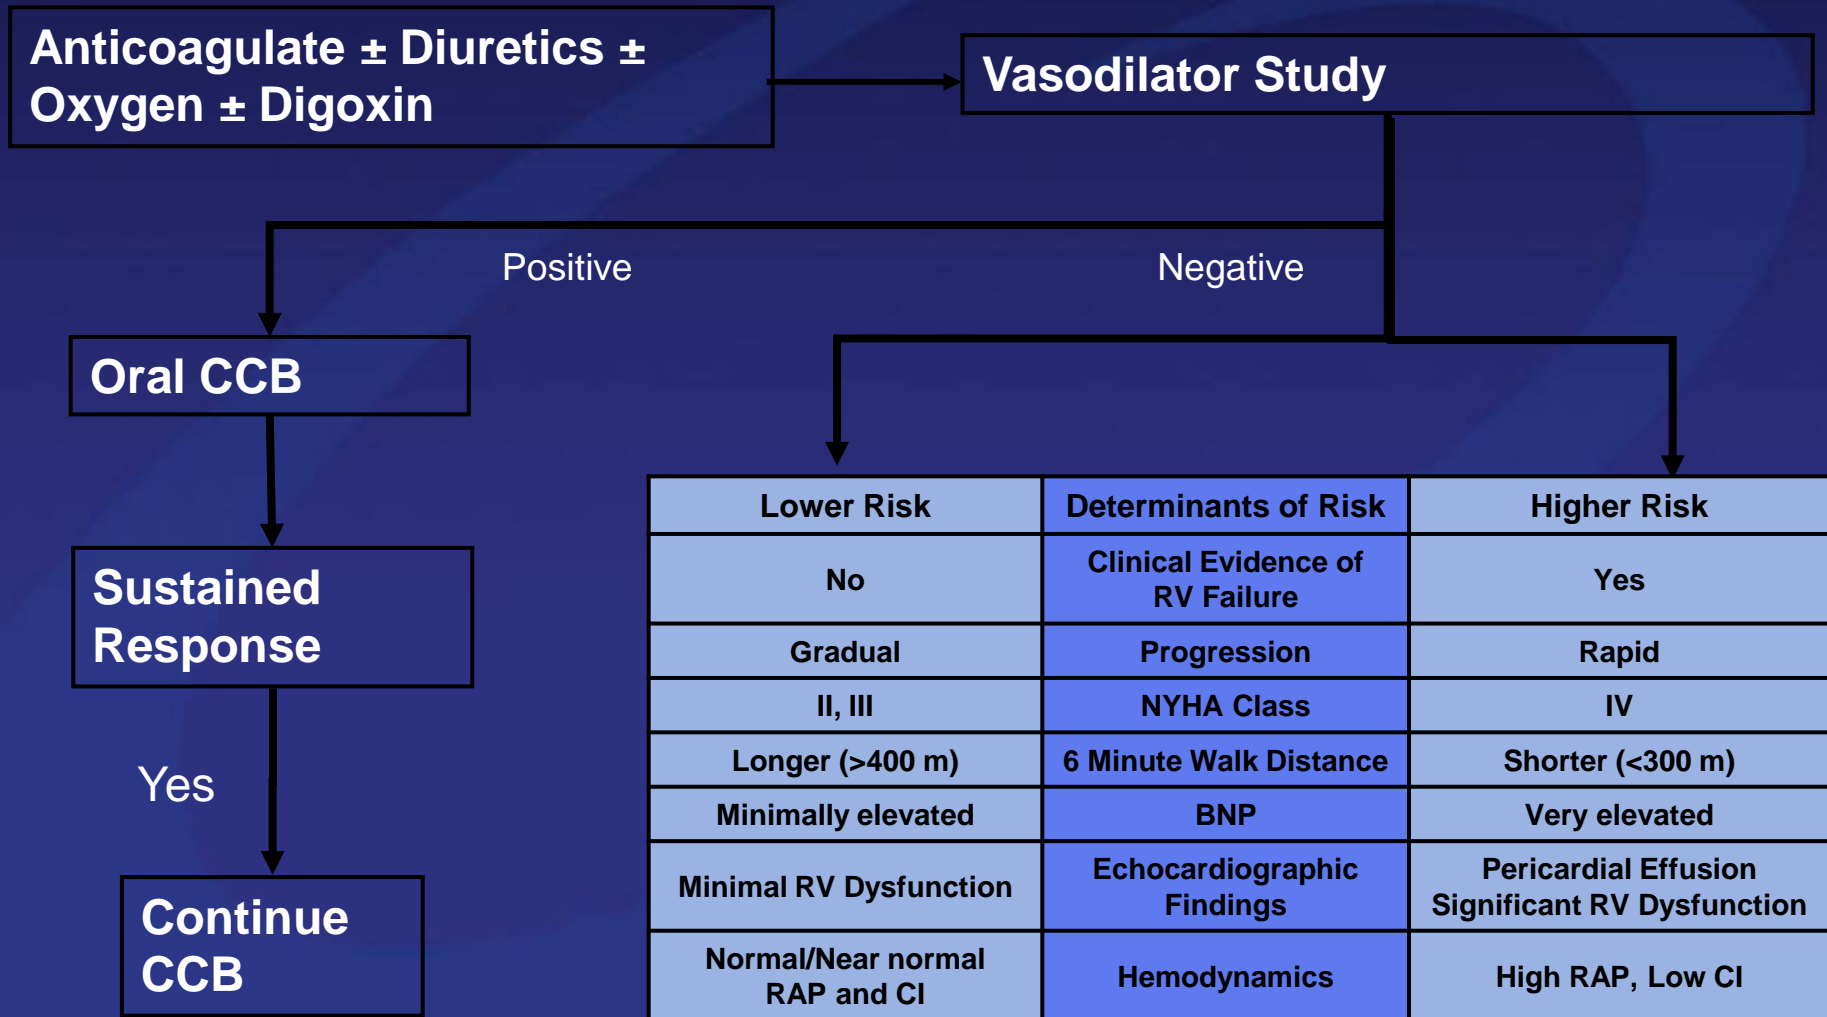 Anticoagulate ± Diuretics ±
Oxygen ± Digoxin
Vasodilator Study
Positive
Negative
Oral CCB
Sustained
Response
Yes
Continue
CCB
Lower Risk
Determinants of Risk
Higher Risk
No
Clinical Evidence of
RV Failure
Yes
Gradual
Progression
Rapid
II, III
NYHA Class
IV
Longer (>400 m)
6 Minute Walk Distance
Shorter (<300 m)
Minimally elevated
BNP
Very elevated
Minimal RV Dysfunction
Echocardiographic
Findings
Pericardial Effusion
Significant RV Dysfunction
Normal/Near normal
RAP and CI
Hemodynamics
High RAP, Low CI